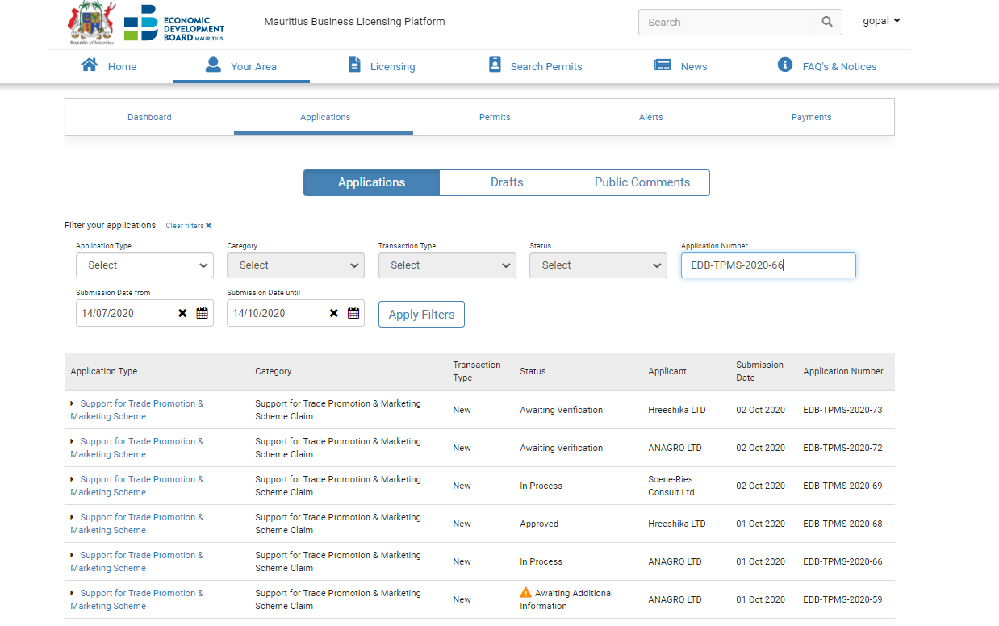 Republic of Mauritius
ECONOMIC
DEVELOPMENT
BOARD MAURITIUS
Mauritius Business Licensing Platform
Search
gopal
Home
Your Area
Licensing
Search Permits
News
FAQ's & Notices
Dashboard
Applications
Permits
Alerts
Payments
Applications
Drafts
Public Comments
Filter your applications
Clear filters
Application Type
Category
Transaction Type
Status
Application Number
Select
Select
Select
Select
EDB-TPMS-2020-66
Submission Date from
Submission Date until
14/07/2020
14/10/2020
Apply Filters
Application Type
Category
Transaction
Type
Status
Applicant
Submission
Date
Application Number
Support for Trade Promotion &
Marketing Scheme
Support for Trade Promotion & Marketing
Scheme Claim
New
Awaiting Verification
Hreeshika LTD
02 Oct 2020
EDB-TPMS-2020-73
Support for Trade Promotion &
Marketing Scheme
Support for Trade Promotion & Marketing
Scheme Claim
New
Awaiting Verification
ANAGRO LTD
02 Oct 2020
EDB-TPMS-2020-72
Support for Trade Promotion &
Marketing Scheme
Support for Trade Promotion & Marketing
Scheme Claim
New
In Process
Scene-Ries
Consult Ltd
02 Oct 2020
EDB-TPMS-2020-69
Support for Trade Promotion &
Marketing Scheme
Support for Trade Promotion & Marketing
Scheme Claim
New
Approved
Hreeshika LTD
01 Oct 2020
EDB-TPMS-2020-68
Support for Trade Promotion &
Marketing Scheme
Support for Trade Promotion & Marketing
Scheme Claim
New
In Process
ANAGRO LTD
01 Oct 2020
EDB-TPMS-2020-66
Support for Trade Promotion &
Marketing Scheme
Support for Trade Promotion & Marketing
Scheme Claim
New
Awaiting Additional
Information
ANAGRO LTD
01 Oct 2020
EDB-TPMS-2020-59